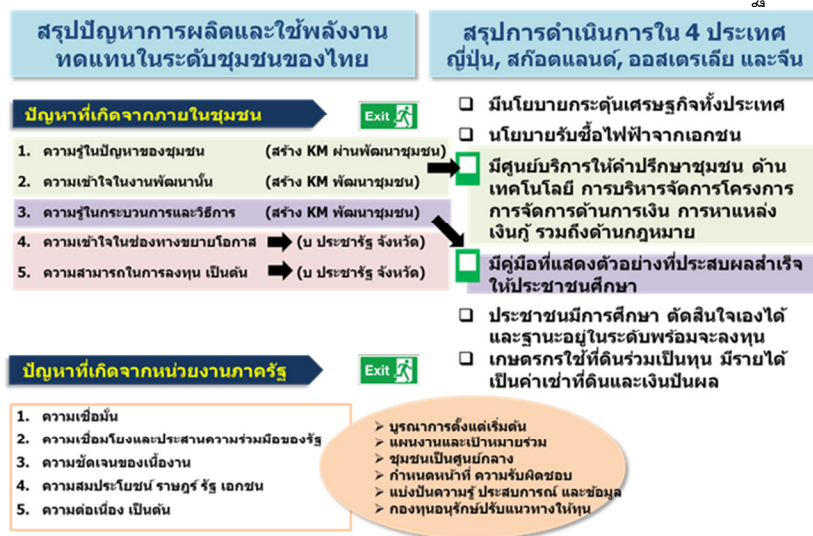 สรุปปัญหาการผลิตและใช้พลังงาน
ทดแทนในระดับชุมชนของไทย
สรุปการดำเนินการใน 4 ประเทศ
ญี่ปุ่น, สก๊อตแลนด์, ออสเตรเลีย และจีน
ปัญหาที่เกิดจากภายในชุมชน
Exit
1. ความรู้ในปัญหาของชุมชน (สร้าง KM ผ่านพัฒนาชุมชน)
2. ความเข้าใจในงานพัฒนานั้น (สร้าง KM พัฒนาชุมชน)
3. ความรู้ในกระบวนการและวิธีการ (สร้าง KM พัฒนาชุมชน)
4. ความเข้าใจในช่องทางขยายโอกาส (บ ประชารัฐ จังหวัด)
5. ความสามารถในการลงทุน เป็นต้น (บ ประชารัฐ จังหวัด)
มีนโยบายกระตุ้นเศรษฐกิจทั้งประเทศ
นโยบายรับซื้อไฟฟ้าจากเอกชน
มีศูนย์บริการให้คำปรึกษาชุมชน ด้าน
เทคโนโลยี การบริหารจัดการโครงการ
การจัดการด้านการเงิน การหาแหล่ง
เงินกู้ รวมถึงด้านกฎหมาย
มีคู่มือที่แสดงตัวอย่างที่ประสบผลสำเร็จ
ให้ประชาชนศึกษา
ประชาชนมีการศึกษา ตัดสินใจเองได้
และฐานะอยู่ในระดับพร้อมจะลงทุน
เกษตรกรใช้ที่ดินร่วมเป็นทุน มีรายได้
เป็นค่าเช่าที่ดินและเงินปันผล
ปัญหาที่เกิดจากหน่วยงานภาครัฐ
Exit
1. ความเชื่อมั่น
2. ความเชื่อมโยงและประสานความร่วมมือของรัฐ
3. ความชัดเจนของเนื้องาน
4. ความสมประโยชน์ ราษฎร์ รัฐ เอกชน
5. ความต่อเนื่อง เป็นต้น
➢ บูรณาการตั้งแต่เริ่มต้น
➢ แผนงานและเป้าหมายร่วม
➢ ชุมชนเป็นศูนย์กลาง
➢ กำหนดหน้าที่ ความรับผิดชอบ
➢ แบ่งปันความรู้ ประสบการณ์ และข้อมูล
➢ กองทุนอนุรักษ์ปรับแนวทางให้ทุน